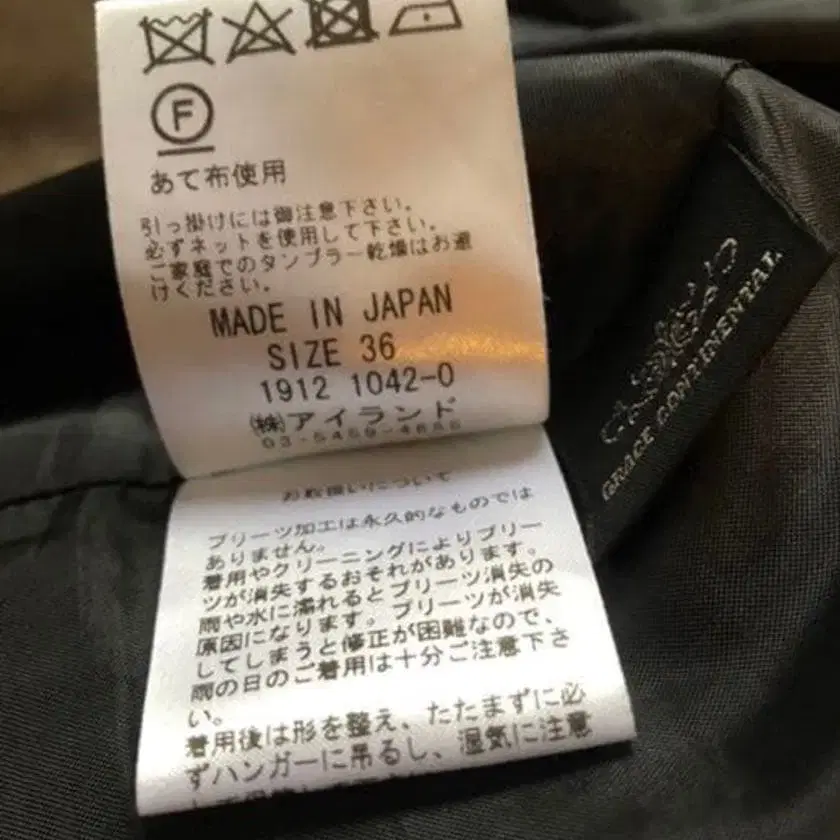 F
あて布使用
引っ掛けには御注意下さい。
必ずネットを使用して下さい。
ご家庭でのタンブラー乾燥はお避
けください。
MADE IN JAPAN
SIZE 36
1912 1042-0
㈱アイランド
お取扱いについて
プリーツ加工は永久的なものでは
ありません。
着用やクリーニングによりプリー
ツが消失するおそれがあります。
雨や水に濡れるとプリーツ消失の
原因になります。プリーツが消失
してしまうと修正が困難なので、
雨の日のご着用は十分ご注意下さ
い。
着用後は形を整え、たたまずに必
ずハンガーに吊るし、湿気に注意
GRACE CONTINENTAL